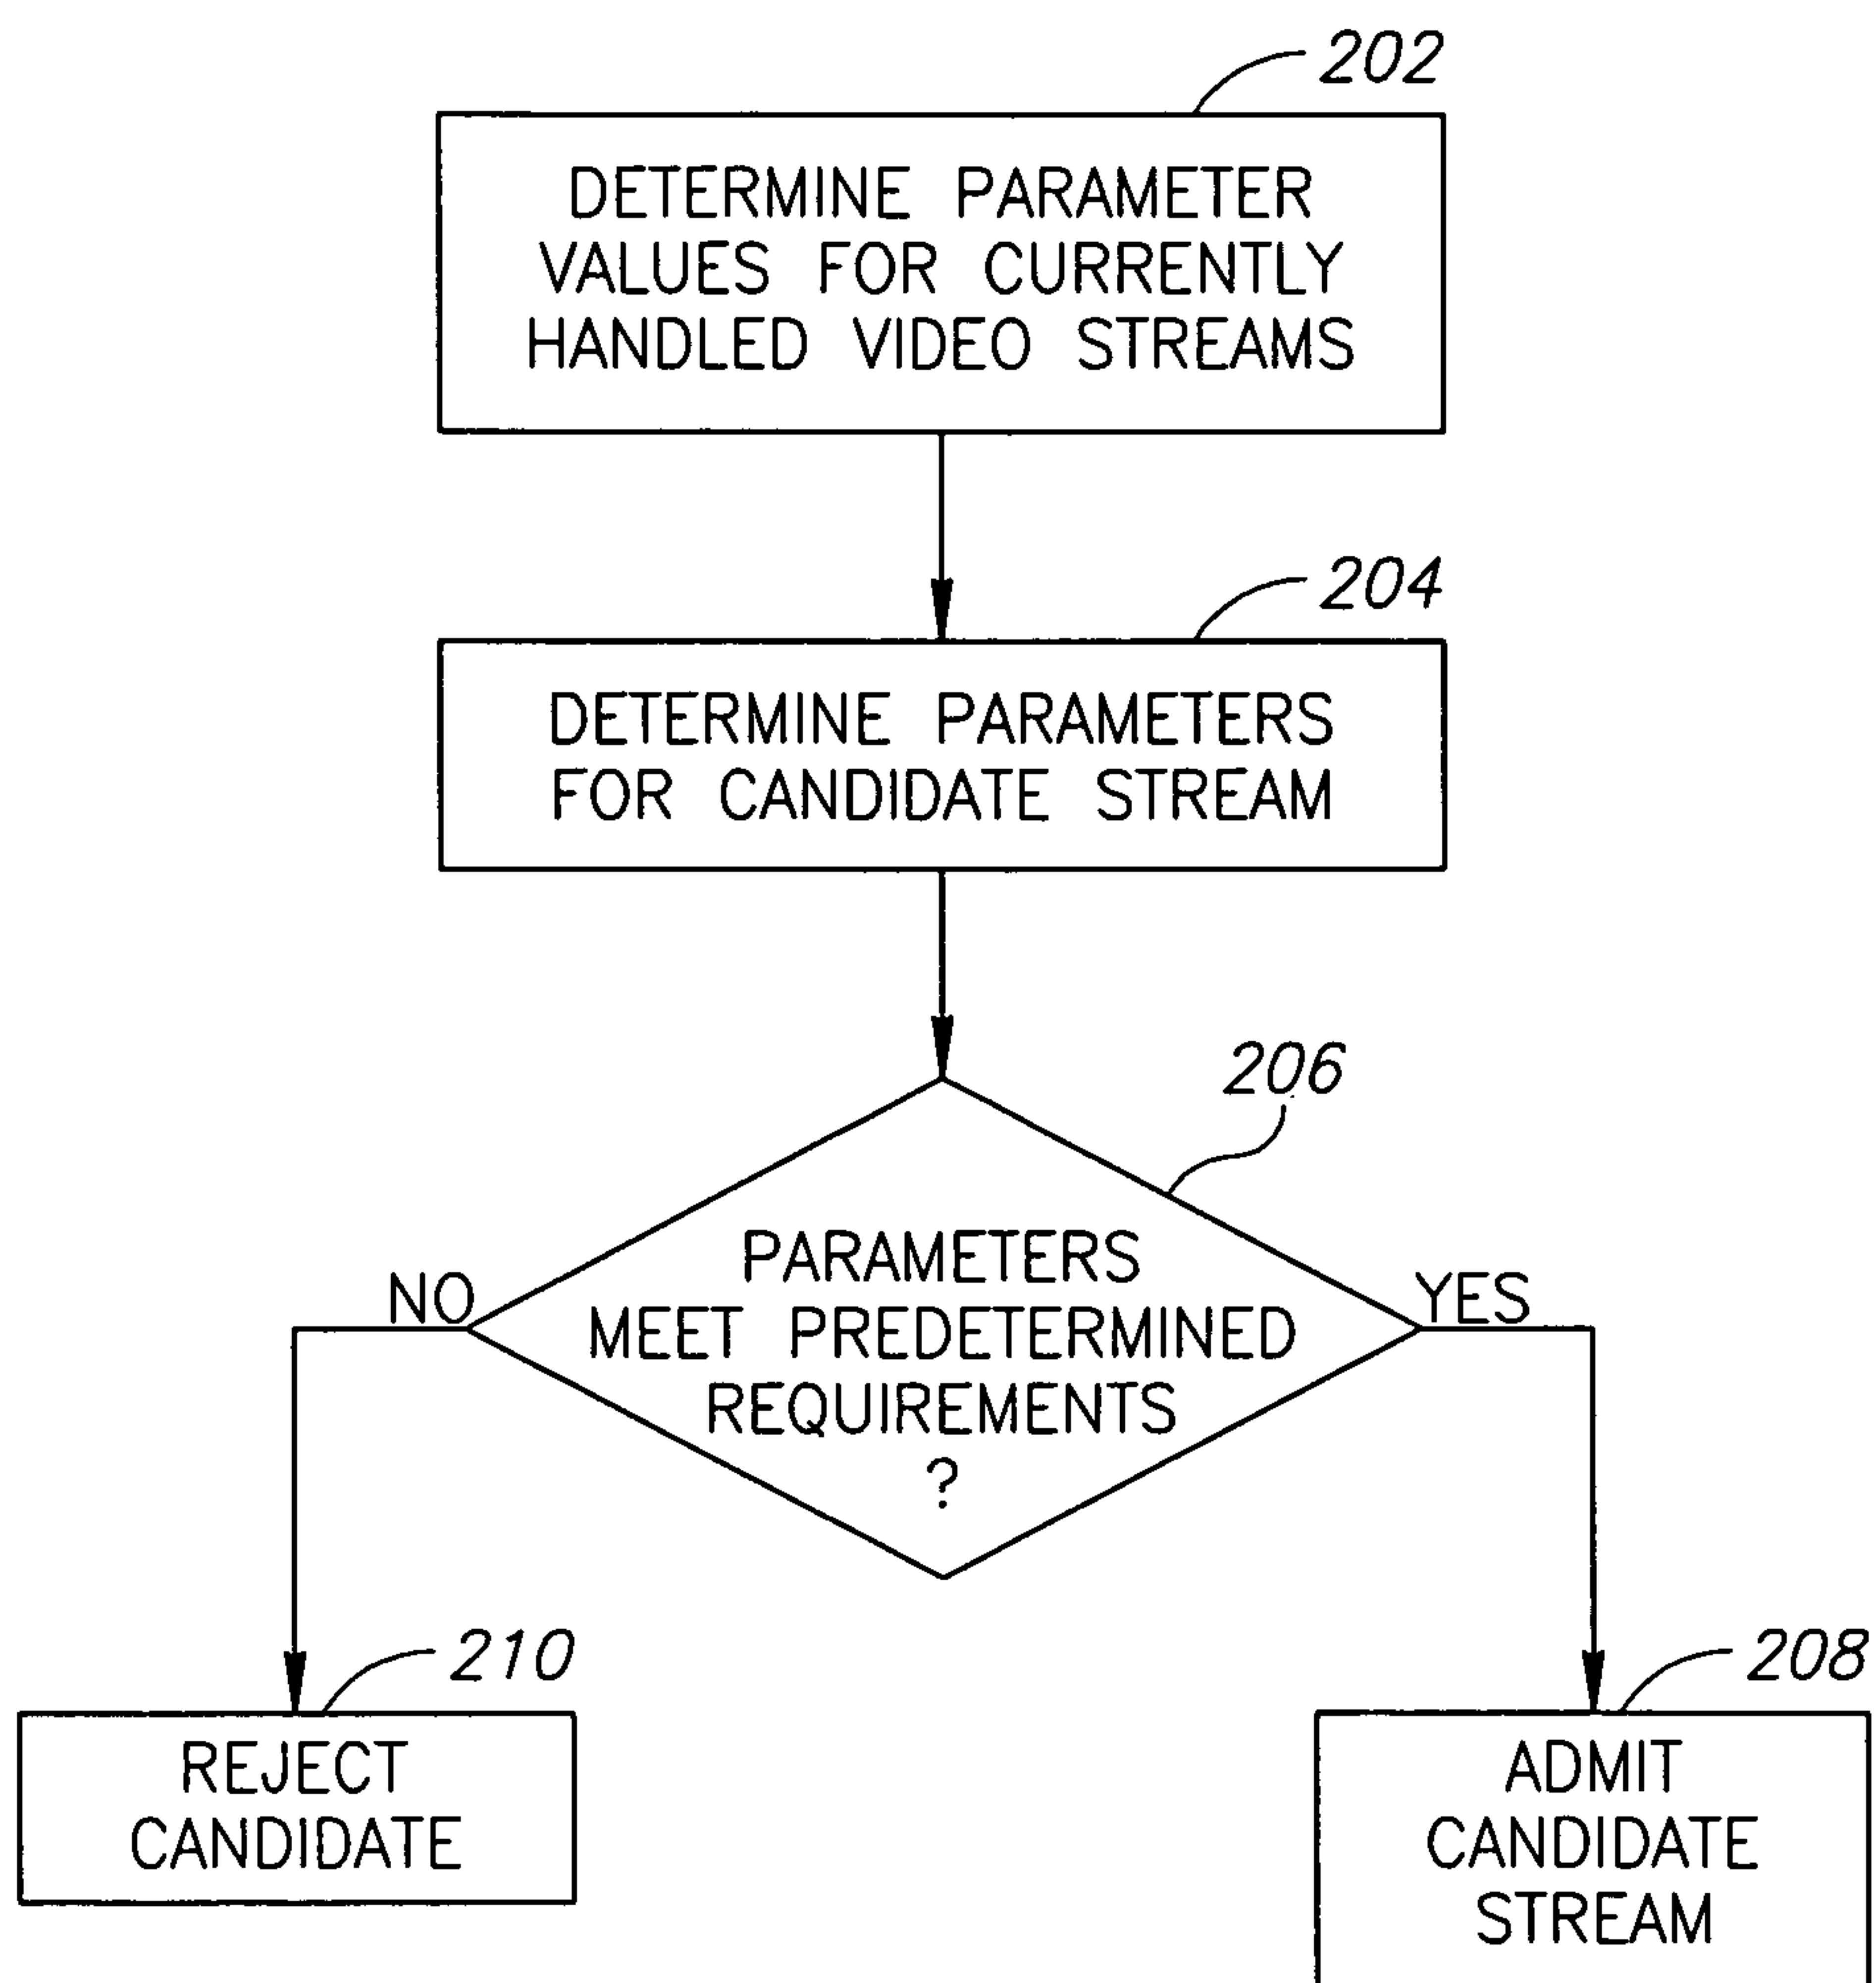 202
DETERMINE PARAMETER
VALUES FOR CURRENTLY
HANDLED VIDEO STREAMS
204
DETERMINE PARAMETERS
FOR CANDIDATE STREAM
206
PARAMETERS
MEET PREDETERMINED
REQUIREMENTS
?
NO
YES
210
REJECT
CANDIDATE
208
ADMIT
CANDIDATE
STREAM